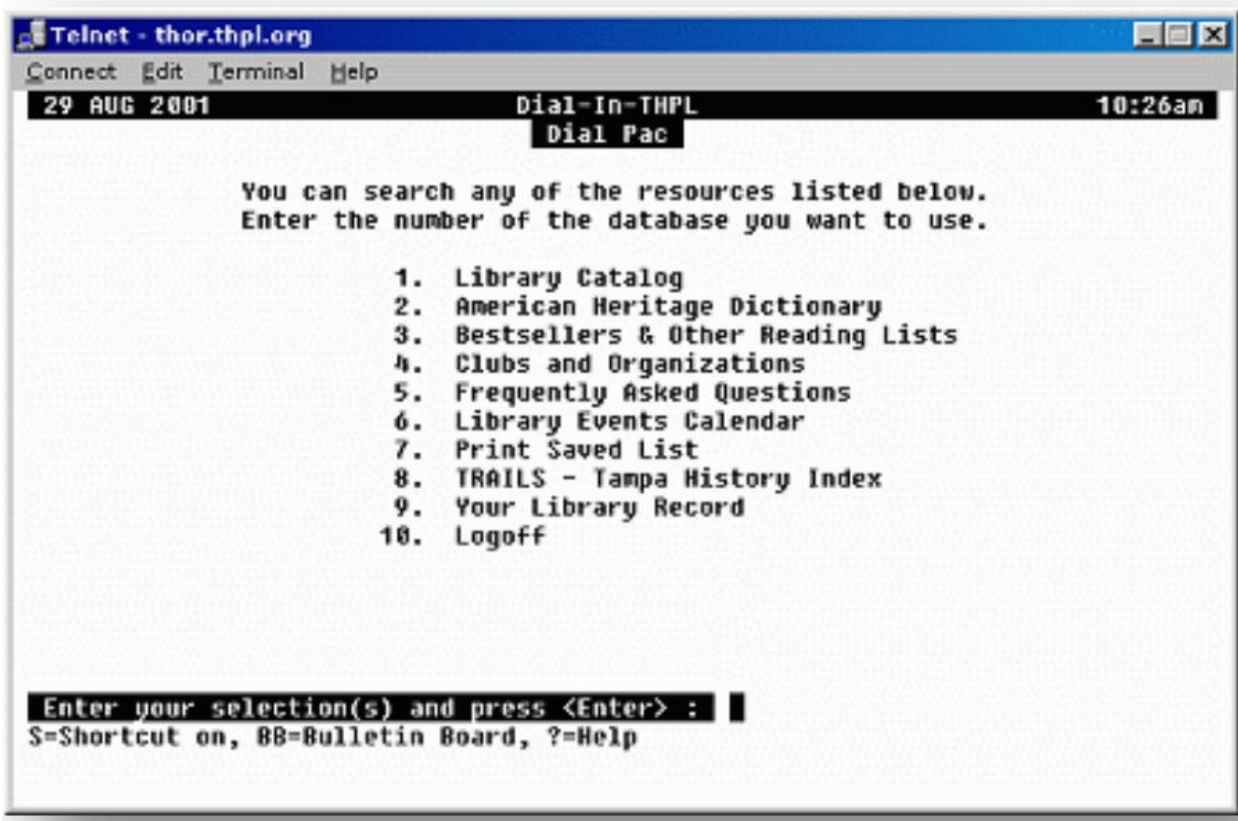 Telnet - thor.thpl.org
Connect Edit Terminal Help
29 AUG 2001 Dial-In-THPL 10:26am
Dial Pac
You can search any of the resources listed below.
Enter the number of the database you want to use.
1. Library Catalog
2. American Heritage Dictionary
3. Bestsellers & Other Reading Lists
4. Clubs and Organizations
5. Frequently Asked Questions
6. Library Events Calendar
7. Print Saved List
8. TRAILS - Tampa History Index
9. Your Library Record
10. Logoff
Enter your selection(s) and press <Enter> :
S=Shortcut on, BB=Bulletin Board, ?=Help